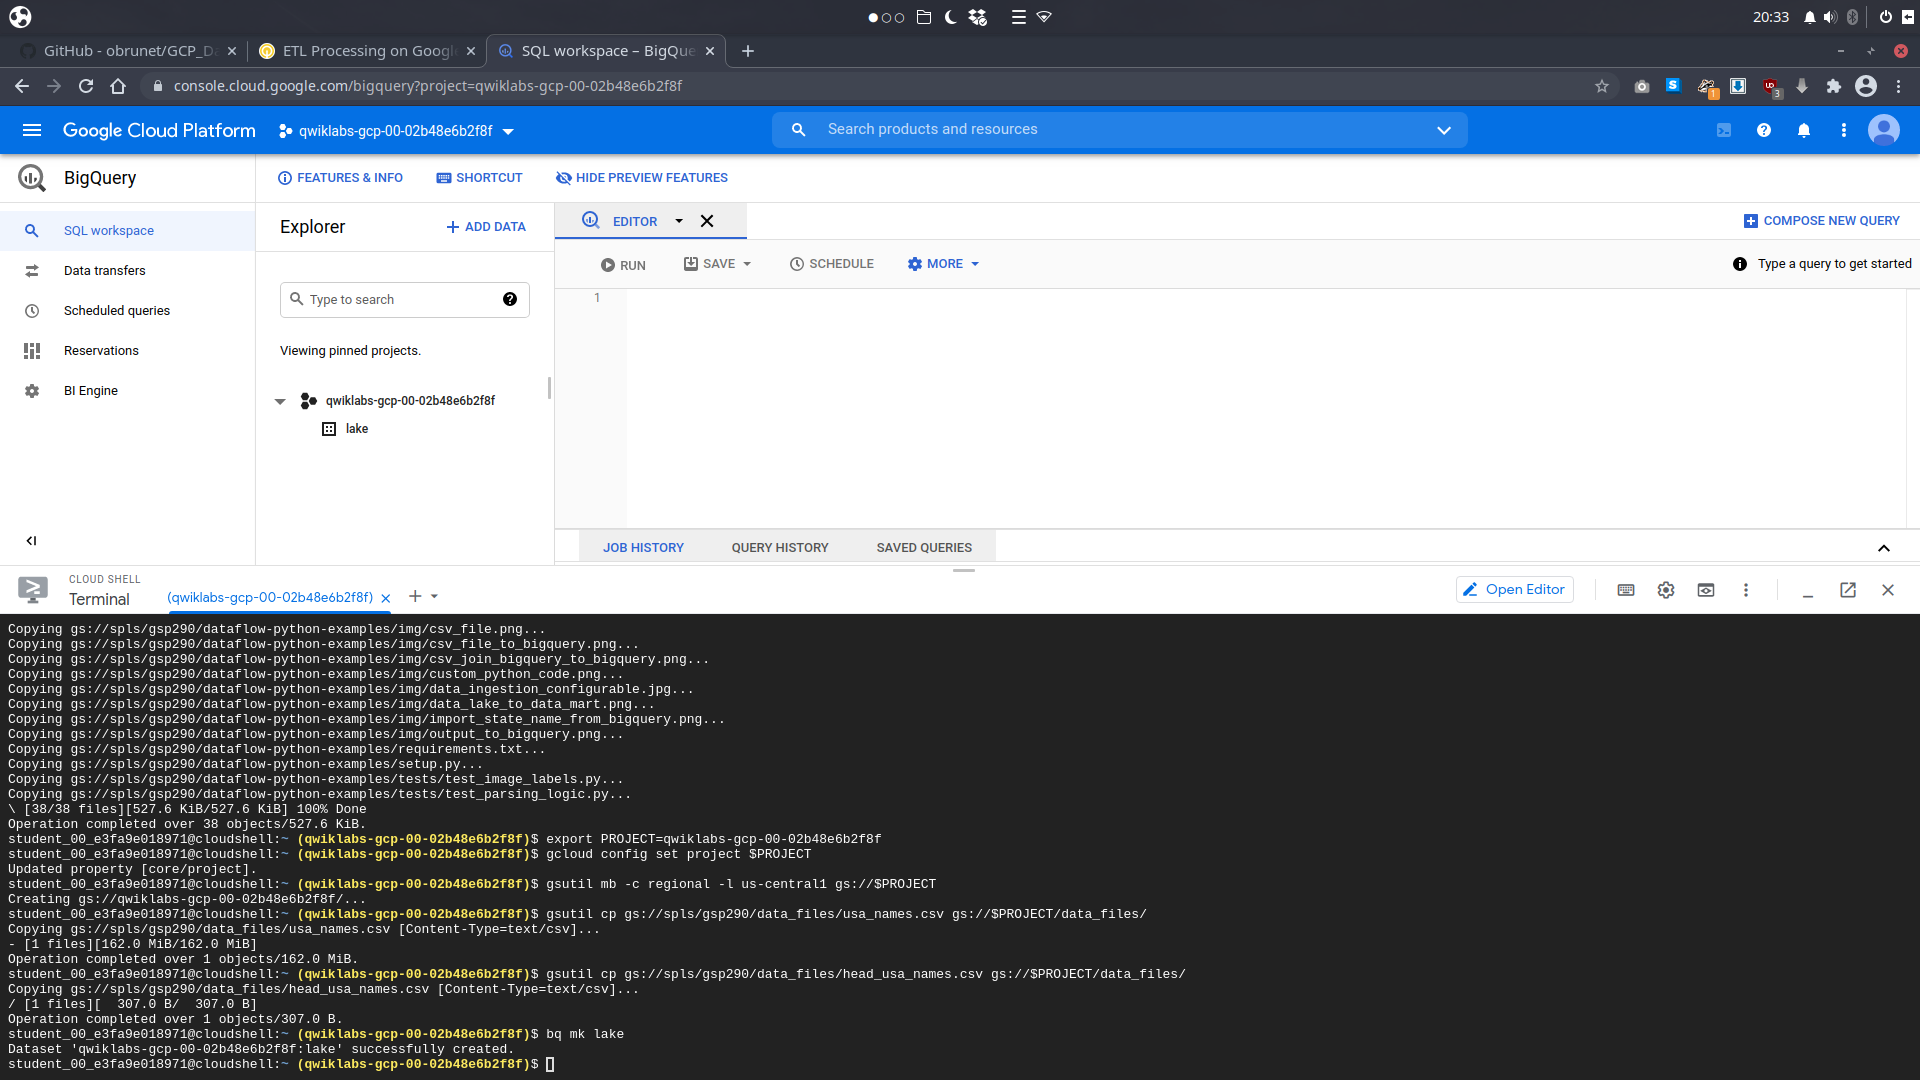 20:33
GitHub - obrunet/GCP_Da
ETL Processing on Google
SQL workspace – BigQue
console.cloud.google.com/bigquery?project=qwiklabs-gcp-00-02b48e6b2f8f
1
3
Google Cloud Platform
qwiklabs-gcp-00-02b48e6b2f8f
Search products and resources
BigQuery
FEATURES & INFO
SHORTCUT
HIDE PREVIEW FEATURES
SQL workspace
Data transfers
Scheduled queries
Reservations
BI Engine
Explorer
ADD DATA
Type to search
Viewing pinned projects.
qwiklabs-gcp-00-02b48e6b2f8f
lake
EDITOR
COMPOSE NEW QUERY
RUN
SAVE
SCHEDULE
MORE
Type a query to get started
1
JOB HISTORY
QUERY HISTORY
SAVED QUERIES
CLOUD SHELL
Terminal
(qwiklabs-gcp-00-02b48e6b2f8f)
Open Editor
Copying gs://spls/gsp290/dataflow-python-examples/img/csv_file.png...
Copying gs://spls/gsp290/dataflow-python-examples/img/csv_file_to_bigquery.png...
Copying gs://spls/gsp290/dataflow-python-examples/img/csv_join_bigquery_to_bigquery.png...
Copying gs://spls/gsp290/dataflow-python-examples/img/custom_python_code.png...
Copying gs://spls/gsp290/dataflow-python-examples/img/data_ingestion_configurable.jpg...
Copying gs://spls/gsp290/dataflow-python-examples/img/data_lake_to_data_mart.png...
Copying gs://spls/gsp290/dataflow-python-examples/img/import_state_name_from_bigquery.png...
Copying gs://spls/gsp290/dataflow-python-examples/img/output_to_bigquery.png...
Copying gs://spls/gsp290/dataflow-python-examples/requirements.txt...
Copying gs://spls/gsp290/dataflow-python-examples/setup.py...
Copying gs://spls/gsp290/dataflow-python-examples/tests/test_image_labels.py...
Copying gs://spls/gsp290/dataflow-python-examples/tests/test_parsing_logic.py...
\ [38/38 files][527.6 KiB/527.6 KiB] 100% Done
Operation completed over 38 objects/527.6 KiB.
student_00_e3fa9e018971@cloudshell:~ (qwiklabs-gcp-00-02b48e6b2f8f)$ export PROJECT=qwiklabs-gcp-00-02b48e6b2f8f
student_00_e3fa9e018971@cloudshell:~ (qwiklabs-gcp-00-02b48e6b2f8f)$ gcloud config set project $PROJECT
Updated property [core/project].
student_00_e3fa9e018971@cloudshell:~ (qwiklabs-gcp-00-02b48e6b2f8f)$ gsutil mb -c regional -l us-central1 gs://$PROJECT
Creating gs://qwiklabs-gcp-00-02b48e6b2f8f/...
student_00_e3fa9e018971@cloudshell:~ (qwiklabs-gcp-00-02b48e6b2f8f)$ gsutil cp gs://spls/gsp290/data_files/usa_names.csv gs://$PROJECT/data_files/
Copying gs://spls/gsp290/data_files/usa_names.csv [Content-Type=text/csv]...
- [1 files][162.0 MiB/162.0 MiB]
Operation completed over 1 objects/162.0 MiB.
student_00_e3fa9e018971@cloudshell:~ (qwiklabs-gcp-00-02b48e6b2f8f)$ gsutil cp gs://spls/gsp290/data_files/head_usa_names.csv gs://$PROJECT/data_files/
Copying gs://spls/gsp290/data_files/head_usa_names.csv [Content-Type=text/csv]...
/ [1 files][  307.0 B/  307.0 B]
Operation completed over 1 objects/307.0 B.
student_00_e3fa9e018971@cloudshell:~ (qwiklabs-gcp-00-02b48e6b2f8f)$ bq mk lake
Dataset 'qwiklabs-gcp-00-02b48e6b2f8f:lake' successfully created.
student_00_e3fa9e018971@cloudshell:~ (qwiklabs-gcp-00-02b48e6b2f8f)$